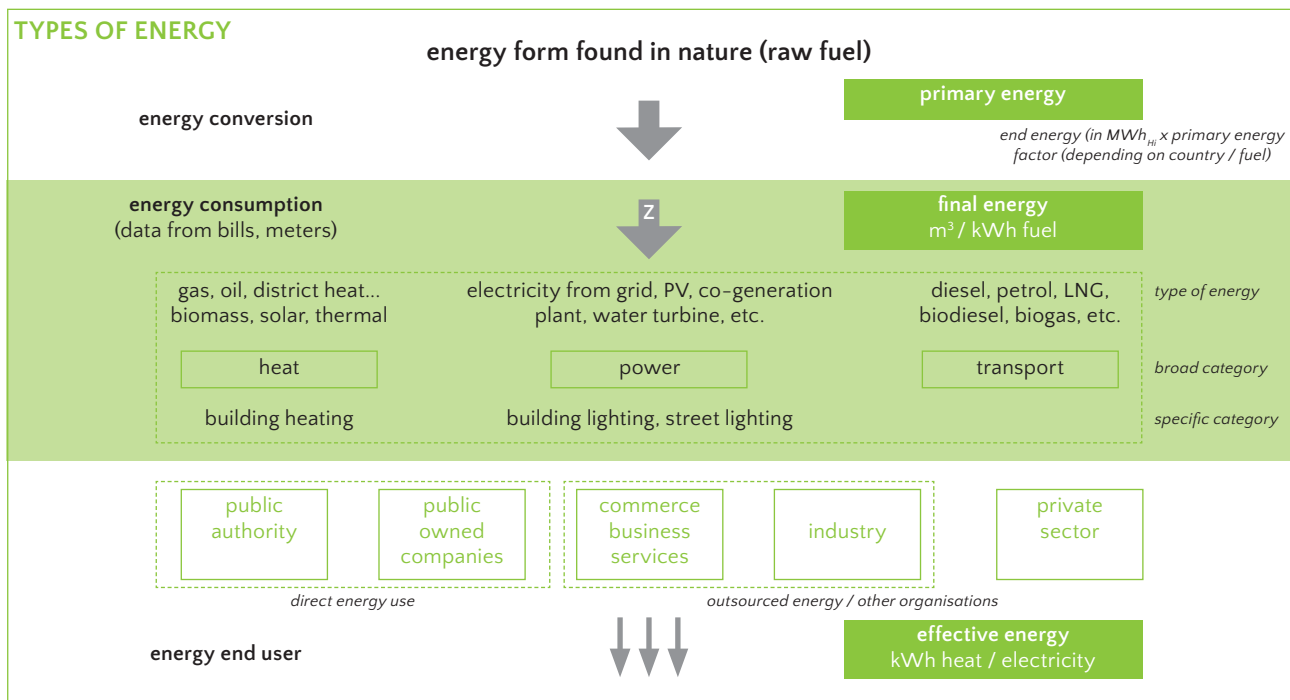 TYPES OF ENERGY
energy form found in nature (raw fuel)
energy conversion
primary energy
end energy (in MWh_Hi x primary energy
factor (depending on country / fuel)
energy consumption
(data from bills, meters)
Z
final energy
m³ / kWh fuel
gas, oil, district heat...
biomass, solar, thermal
electricity from grid, PV, co-generation
plant, water turbine, etc.
diesel, petrol, LNG,
biodiesel, biogas, etc.
type of energy
heat
power
transport
broad category
building heating
building lighting, street lighting
specific category
public
authority
public
owned
companies
commerce
business
services
industry
private
sector
direct energy use
outsourced energy / other organisations
energy end user
effective energy
kWh heat / electricity